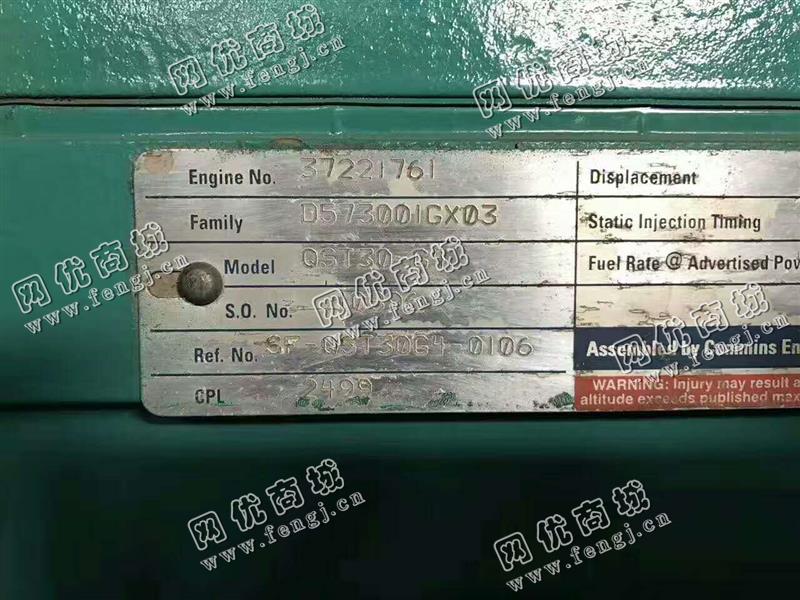 网优商城
www.fengj.cn
网优商城
www.fengj.cn
Engine No. 37221761
Displacement
Family D573001GX03
Static Injection Timing
Model QST30
Fuel Rate @ Advertised Pow
网优商城
www.fengj.cn
网优商城
www.fengj.cn
网优商城
www.fengj.cn
S.O. No.
Ref. No. SF-QST30G4 0106
Assembled by Cummins En
CPL 2499
WARNING: Injury may result a
altitude exceeds published max
网优商城
www.fengj.cn
网优商城
www.fengj.cn